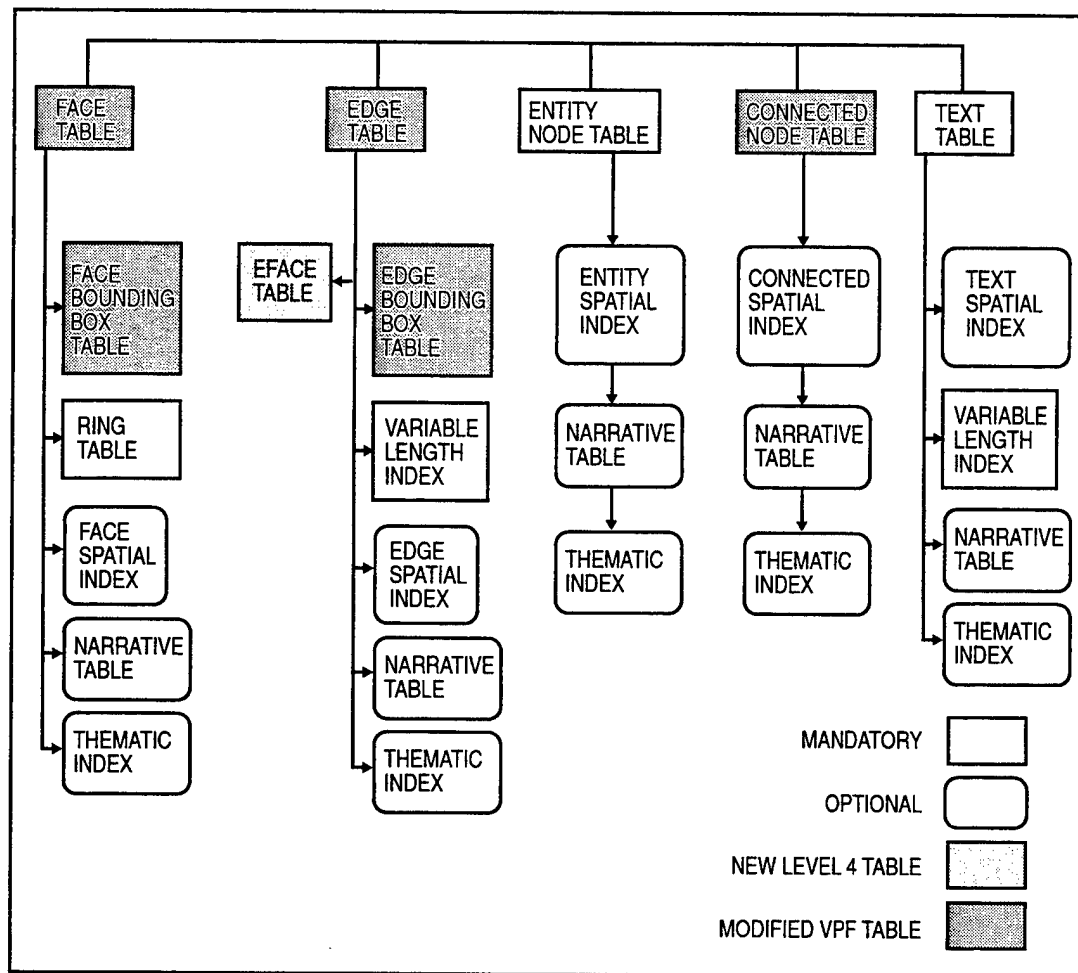 FACE
TABLE
EDGE
TABLE
ENTITY
NODE TABLE
CONNECTED
NODE TABLE
TEXT
TABLE
FACE
BOUNDING
BOX
TABLE
RING
TABLE
FACE
SPATIAL
INDEX
NARRATIVE
TABLE
THEMATIC
INDEX
EFACE
TABLE
EDGE
BOUNDING
BOX
TABLE
VARIABLE
LENGTH
INDEX
EDGE
SPATIAL
INDEX
NARRATIVE
TABLE
THEMATIC
INDEX
ENTITY
SPATIAL
INDEX
NARRATIVE
TABLE
THEMATIC
INDEX
CONNECTED
SPATIAL
INDEX
NARRATIVE
TABLE
THEMATIC
INDEX
TEXT
SPATIAL
INDEX
VARIABLE
LENGTH
INDEX
NARRATIVE
TABLE
THEMATIC
INDEX
MANDATORY
OPTIONAL
NEW LEVEL 4 TABLE
MODIFIED VPF TABLE